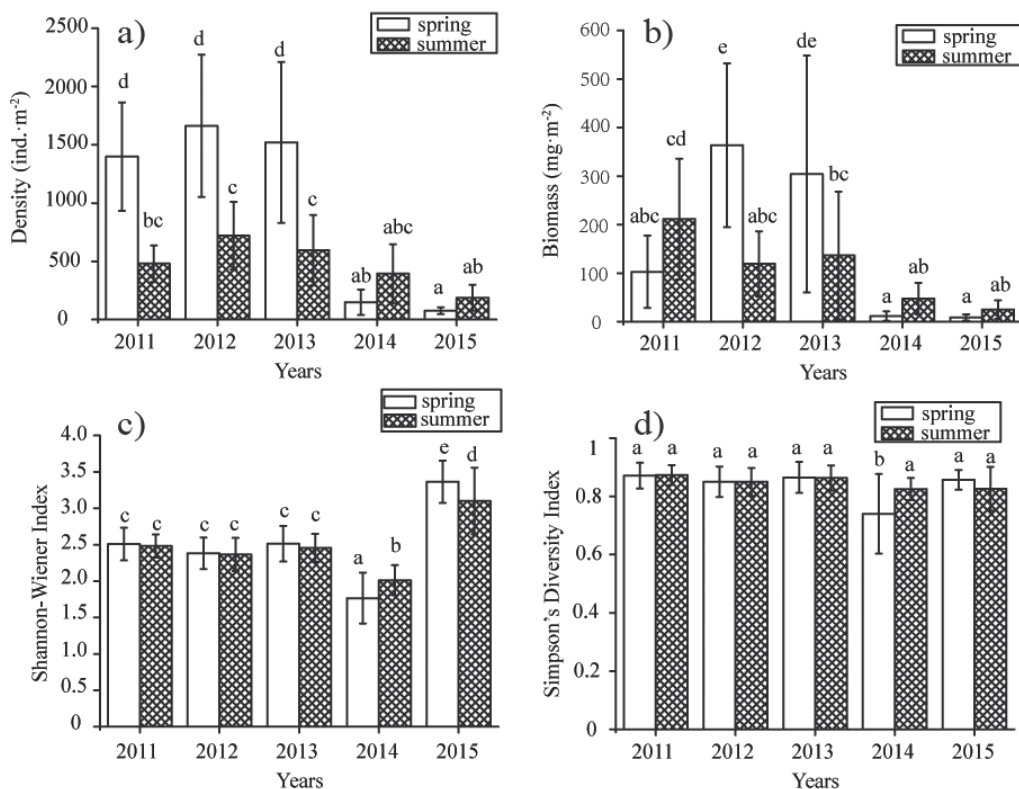 a)
spring
summer
Density (ind.·m⁻²)
2500
2000
1500
1000
500
0
d
bc
d
c
d
c
ab
abc
a
ab
2011 2012 2013 2014 2015
Years
b)
spring
summer
Biomass (mg·m⁻²)
600
500
400
300
200
100
0
abc
cd
e
abc
de
bc
a
ab
a
ab
2011 2012 2013 2014 2015
Years
c)
spring
summer
Shannon-Wiener Index
4.0
3.5
3.0
2.5
2.0
1.5
1.0
0.5
0
c
c
c
c
c
c
a
b
e
d
2011 2012 2013 2014 2015
Years
d)
spring
summer
Simpson's Diversity Index
1
0.8
0.6
0.4
0.2
0
a
a
a
a
a
a
b
a
a
a
2011 2012 2013 2014 2015
Years